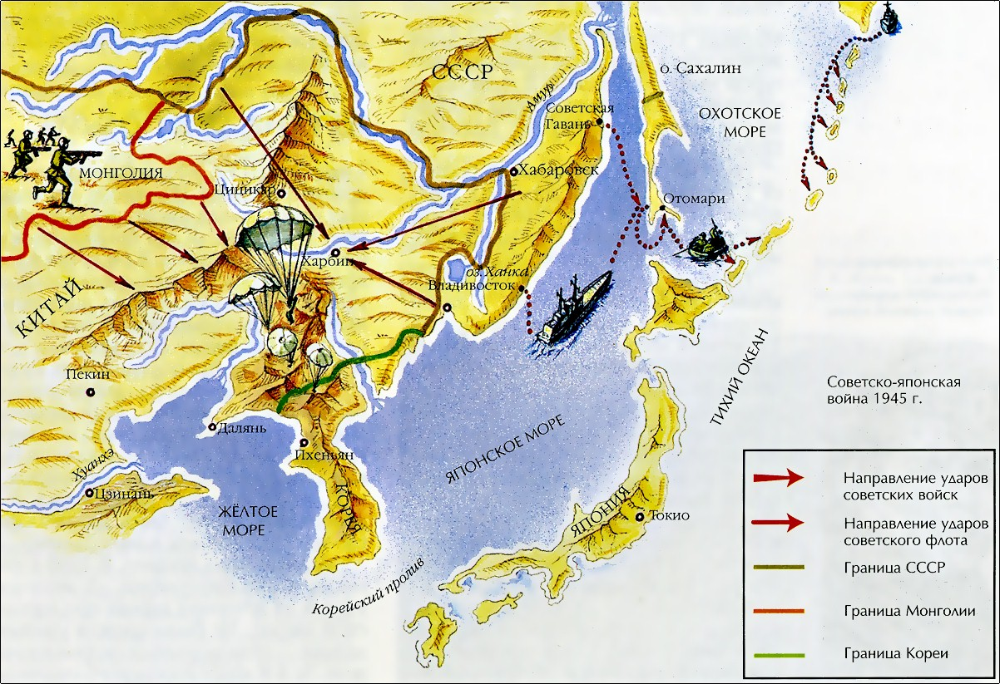 СССР
о. Сахалин
Амур
Советская
Гавань
ОХОТСКОЕ
МОРЕ
МОНГОЛИЯ
Хабаровск
Цицикар
Отомари
Харбин
оз. Ханка
Владивосток
КИТАЙ
Пекин
ТИХИЙ ОКЕАН
Советско-японская
война 1945 г.
Далянь
Пхеньян
ЯПОНСКОЕ МОРЕ
Хуанхэ
Цзинань
КОРЕЯ
ЖЁЛТОЕ
МОРЕ
ЯПОНИЯ
Токио
Корейский пролив
Направление ударов
советских войск
Направление ударов
советского флота
Граница СССР
Граница Монголии
Граница Кореи